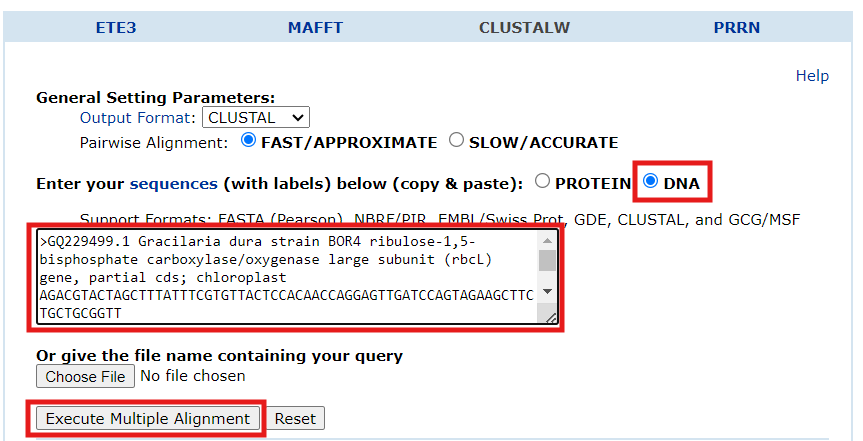 ETE3 MAFFT CLUSTALW PRRN
Help
General Setting Parameters:
Output Format: CLUSTAL
Pairwise Alignment: FAST/APPROXIMATE SLOW/ACCURATE
Enter your sequences (with labels) below (copy & paste): PROTEIN DNA
Support Formats: FASTA (Pearson), NBRF/PIR, EMBL/Swiss Prot, GDE, CLUSTAL, and GCG/MSF
>GQ229499.1 Gracilaria dura strain BOR4 ribulose-1,5-
bisphosphate carboxylase/oxygenase large subunit (rbcL)
gene, partial cds; chloroplast
AGACGTACTAGCTTTATTTCGTGTTACTCCACAACCAGGAGTTGATCCAGTAGAAGCTTC
TGCTGCGGTT
Or give the file name containing your query
Choose File No file chosen
Execute Multiple Alignment Reset